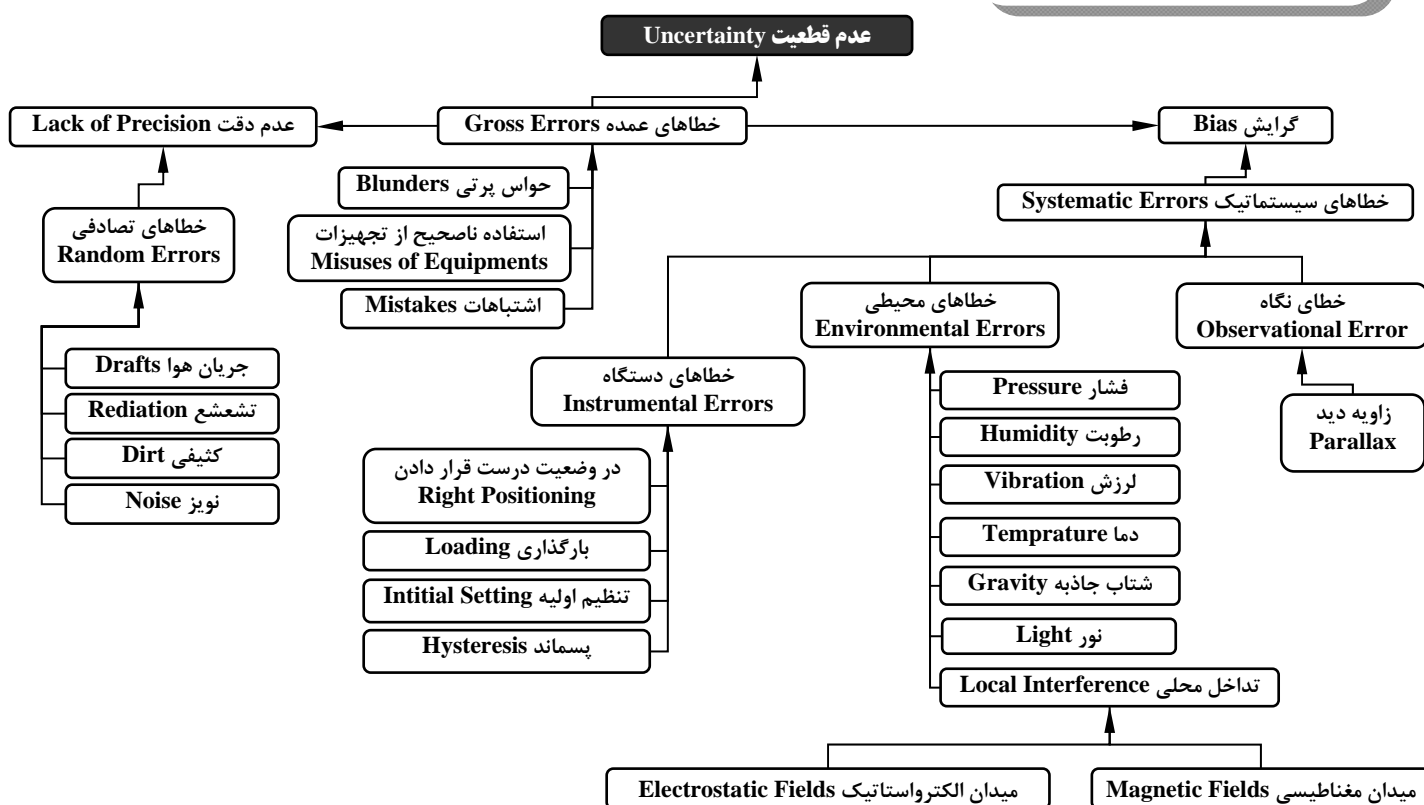 عدم قطعیت Uncertainty
عدم دقت Lack of Precision
خطاهای عمده Gross Errors
گرایش Bias
خطاهای تصادفی
Random Errors
جریان هوا Drafts
تشعشع Rediation
کثیفی Dirt
نویز Noise
حواس پرتی Blunders
استفاده ناصحیح از تجهیزات
Misuses of Equipments
اشتباهات Mistakes
خطاهای سیستماتیک Systematic Errors
خطاهای دستگاه
Instrumental Errors
در وضعیت درست قرار دادن
Right Positioning
بارگذاری Loading
تنظیم اولیه Intitial Setting
پسماند Hysteresis
خطاهای محیطی
Environmental Errors
فشار Pressure
رطوبت Humidity
لرزش Vibration
دما Temprature
شتاب جاذبه Gravity
نور Light
تداخل محلی Local Interference
میدان الکترواستاتیک Electrostatic Fields
میدان مغناطیسی Magnetic Fields
خطای نگاه
Observational Error
زاویه دید
Parallax